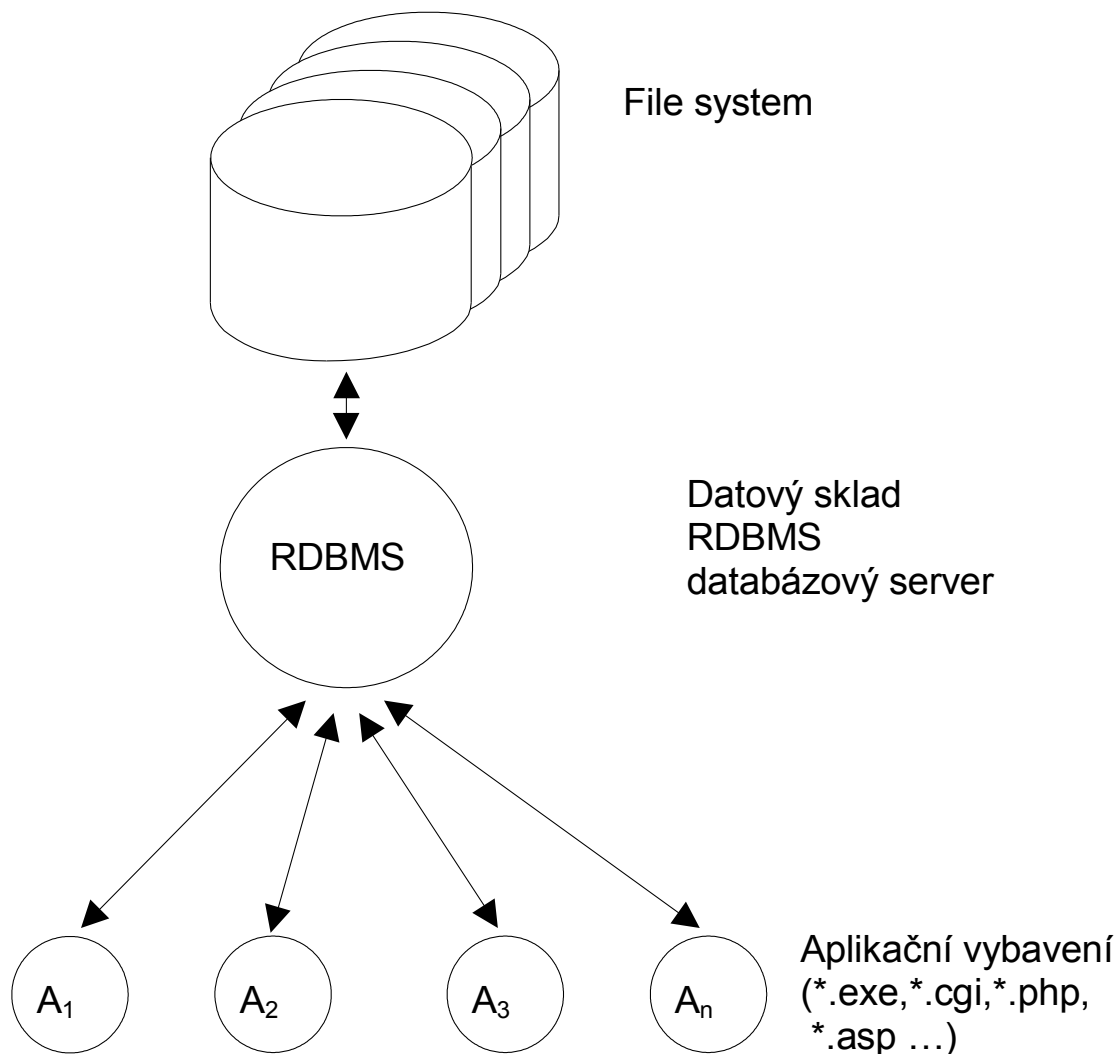 File system
RDBMS
Datový sklad
RDBMS
databázový server
A₁
A₂
A₃
Aₙ
Aplikační vybavení
(*.exe,*.cgi,*.php,
*.asp …)